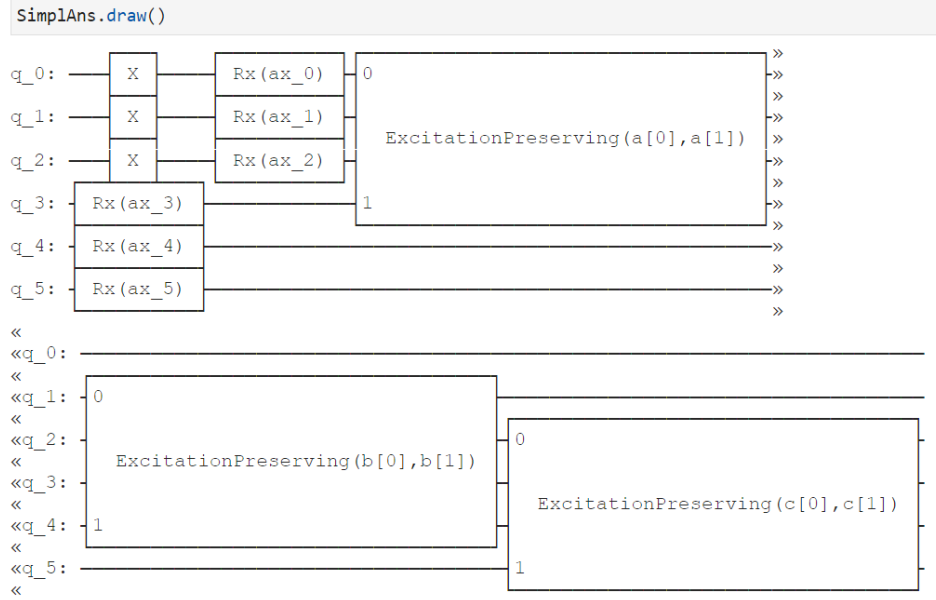 SimplAns.draw()
»
q_0: X Rx(ax_0) 0 »
»
q_1: X Rx(ax_1) »
ExcitationPreserving(a[0],a[1]) »
q_2: X Rx(ax_2) »
»
q_3: Rx(ax_3) 1 »
»
q_4: Rx(ax_4) »
»
q_5: Rx(ax_5) »
»
«
«q_0:
«
«q_1: 0
«
«q_2: 0
« ExcitationPreserving(b[0],b[1])
«q_3:
« ExcitationPreserving(c[0],c[1])
«q_4: 1
«
«q_5: 1
«